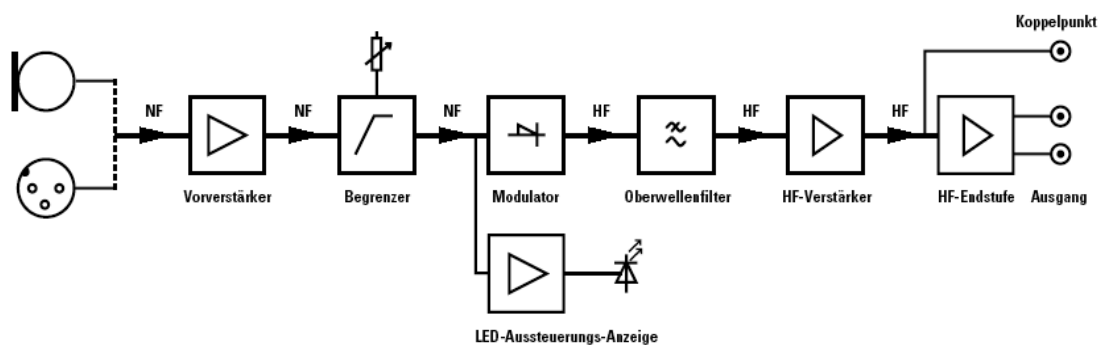 Koppelpunkt
NF
NF
NF
HF
HF
HF
Vorverstärker
Begrenzer
Modulator
Oberwellenfilter
HF-Verstärker
HF-Endstufe
Ausgang
LED-Aussteuerungs-Anzeige